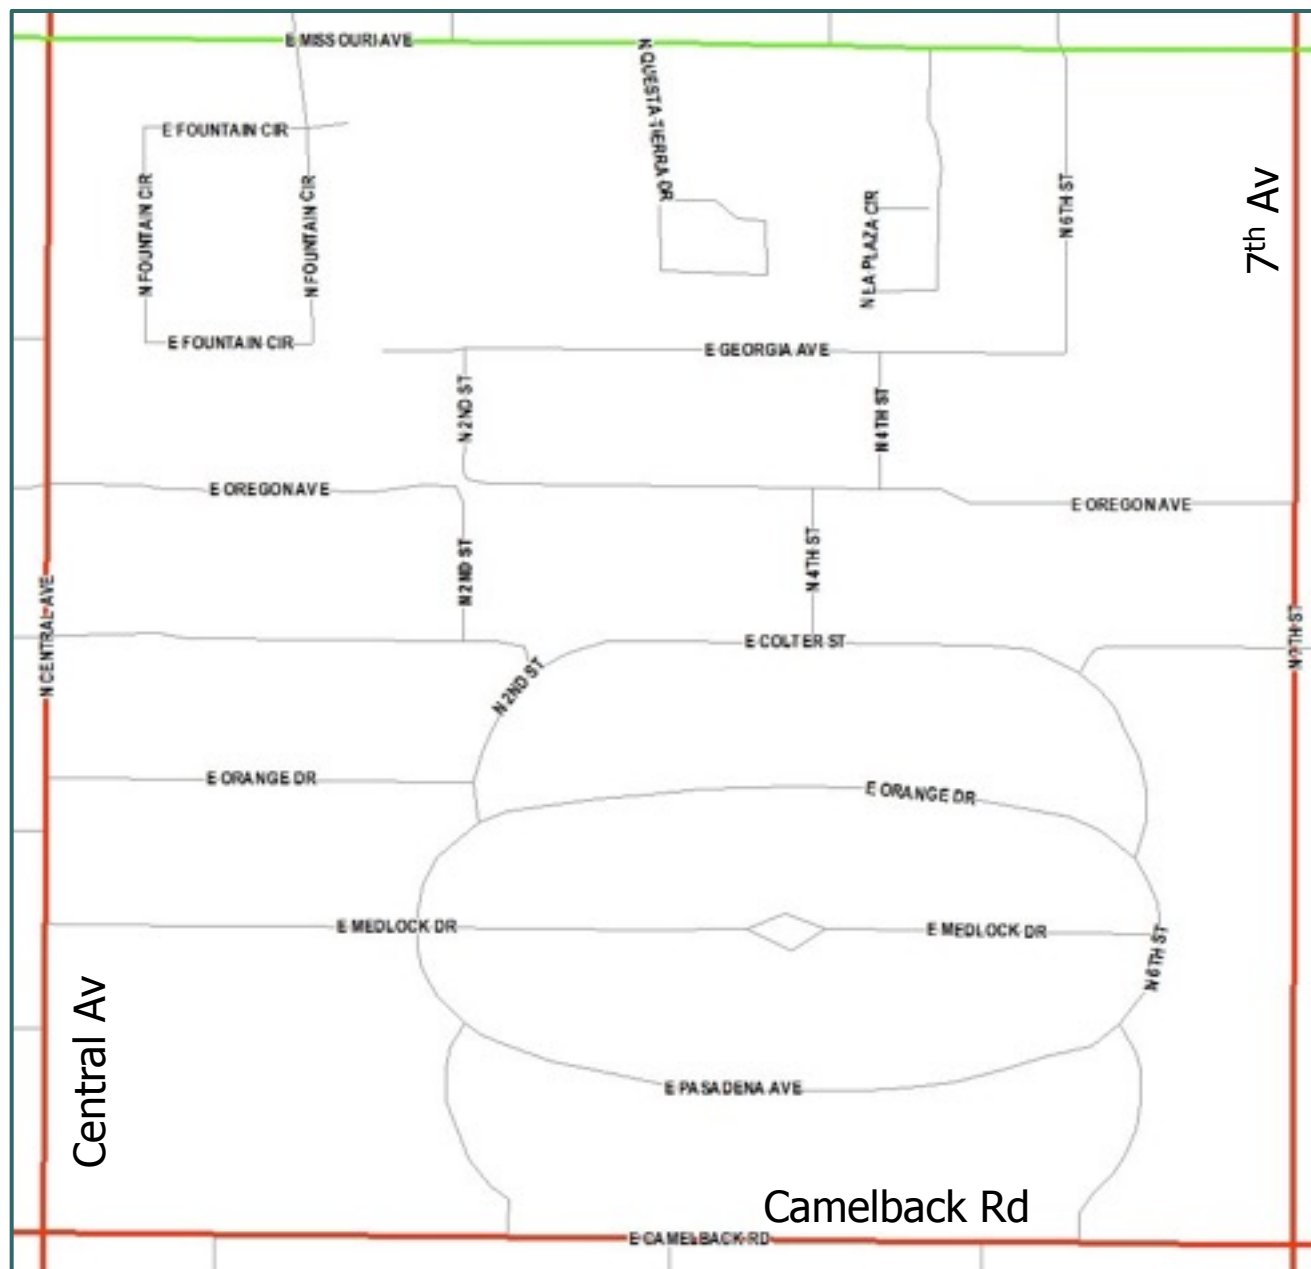 E MISSOURI AVE
N QUESTA TIERRA DR
E FOUNTAIN CIR
N FOUNTAIN CIR
N FOUNTAIN CIR
N LA PLAZA CIR
N 6TH ST
7th Av
E FOUNTAIN CIR
E GEORGIA AVE
N 2ND ST
N 4TH ST
E OREGON AVE
E OREGON AVE
N 2ND ST
N 4TH ST
N CENTRAL AVE
E COLTER ST
N 7TH ST
N 2ND ST
E ORANGE DR
E ORANGE DR
E MEDLOCK DR
E MEDLOCK DR
N 6TH ST
Central Av
E PASADENA AVE
Camelback Rd
E CAMELBACK RD